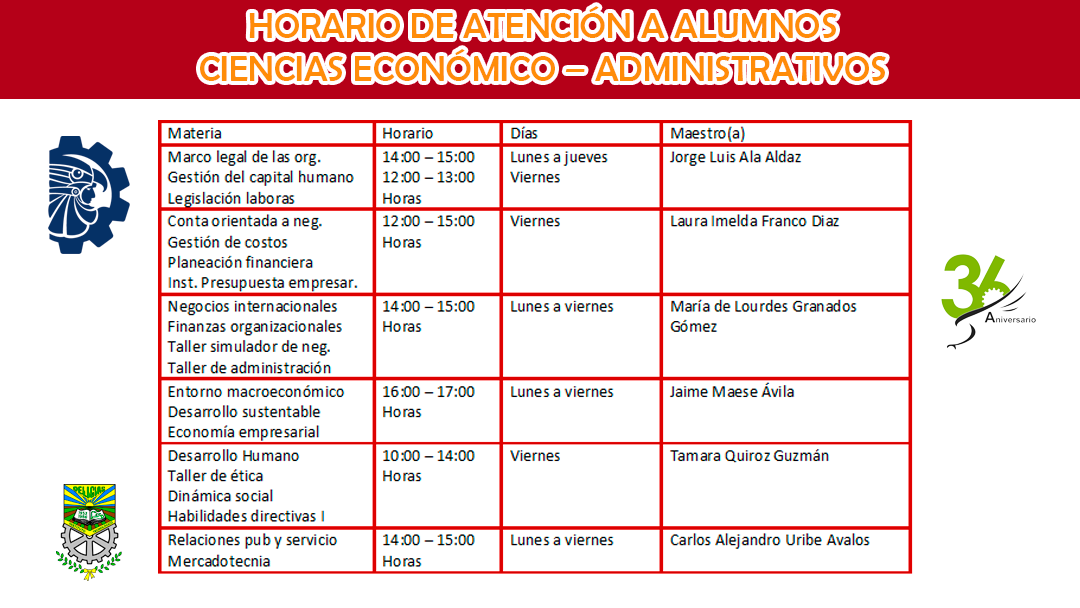 HORARIO DE ATENCIÓN A ALUMNOS
CIENCIAS ECONÓMICO – ADMINISTRATIVOS
Materia Horario Días Maestro(a)
Marco legal de las org. 14:00 – 15:00 Lunes a jueves Jorge Luis Ala Aldaz
Gestión del capital humano 12:00 – 13:00 Viernes
Legislación laboras Horas
Conta orientada a neg. 12:00 – 15:00 Viernes Laura Imelda Franco Diaz
Gestión de costos Horas
Planeación financiera
Inst. Presupuesta empresar.
Negocios internacionales 14:00 – 15:00 Lunes a viernes María de Lourdes Granados
Finanzas organizacionales Horas Gómez
Taller simulador de neg.
Taller de administración
Entorno macroeconómico 16:00 – 17:00 Lunes a viernes Jaime Maese Ávila
Desarrollo sustentable Horas
Economía empresarial
Desarrollo Humano 10:00 – 14:00 Viernes Tamara Quiroz Guzmán
Taller de ética Horas
Dinámica social
Habilidades directivas I
Relaciones pub y servicio 14:00 – 15:00 Lunes a viernes Carlos Alejandro Uribe Avalos
Mercadotecnia Horas
36
Aniversario
DELICIAS